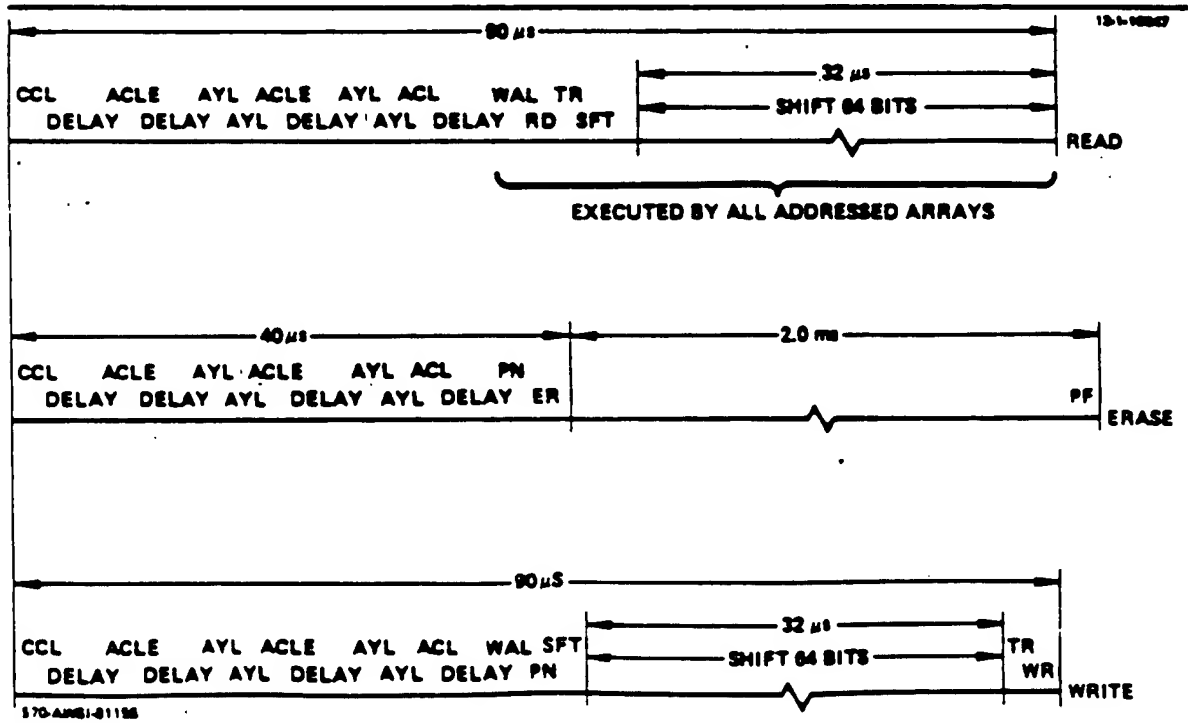 90 μs
32 μs
CCL ACLE AYL ACLE AYL ACL WAL TR
SHIFT 64 BITS
DELAY DELAY AYL DELAY AYL DELAY RD SFT
READ
EXECUTED BY ALL ADDRESSED ARRAYS
40 μs
2.0 ms
CCL ACLE AYL ACLE AYL ACL PN
DELAY DELAY AYL DELAY AYL DELAY ER
PF
ERASE
90 μS
32 μs
CCL ACLE AYL ACLE AYL ACL WAL SFT
SHIFT 64 BITS
TR
DELAY DELAY AYL DELAY AYL DELAY PN
WR
WRITE